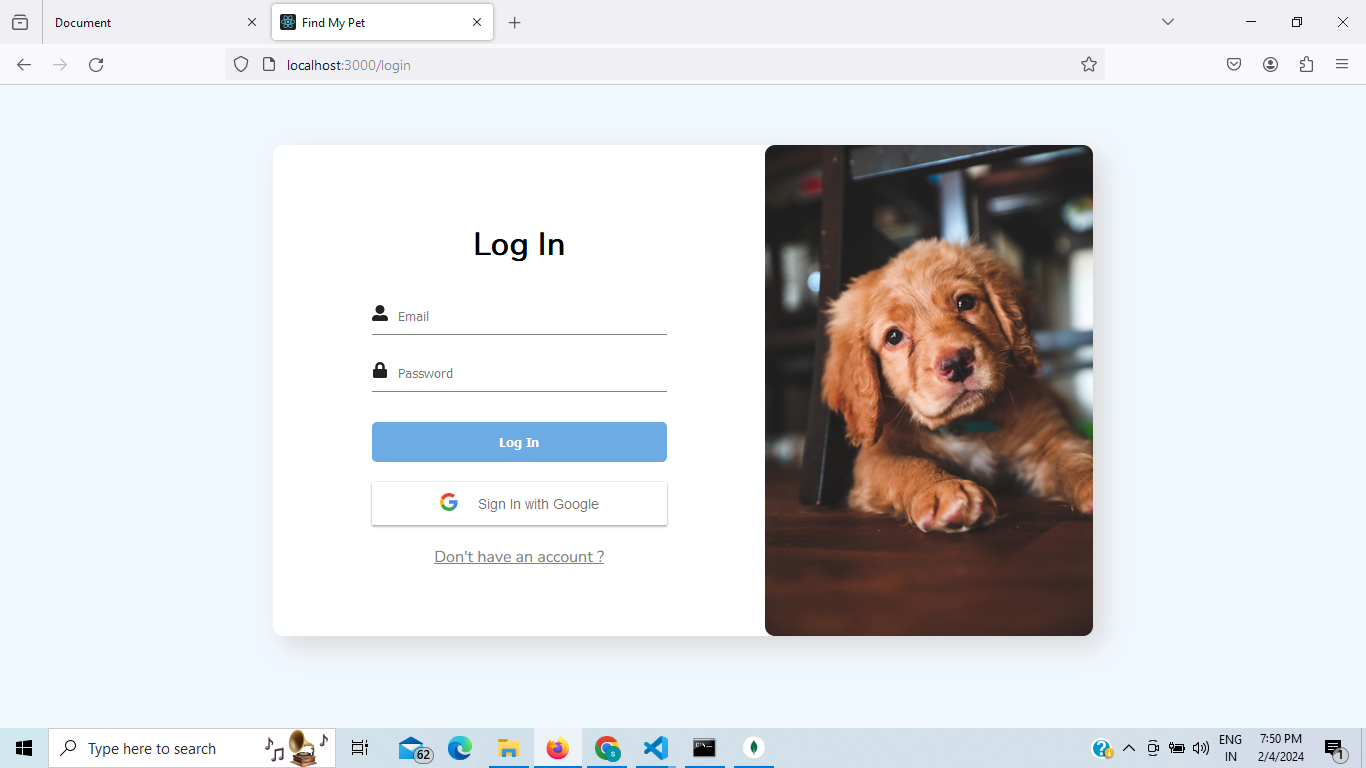 Document
Find My Pet
localhost:3000/login
Log In
Email
Password
Log In
Sign In with Google
Don't have an account ?
Type here to search
62
S
ENG
IN
7:50 PM
2/4/2024
1